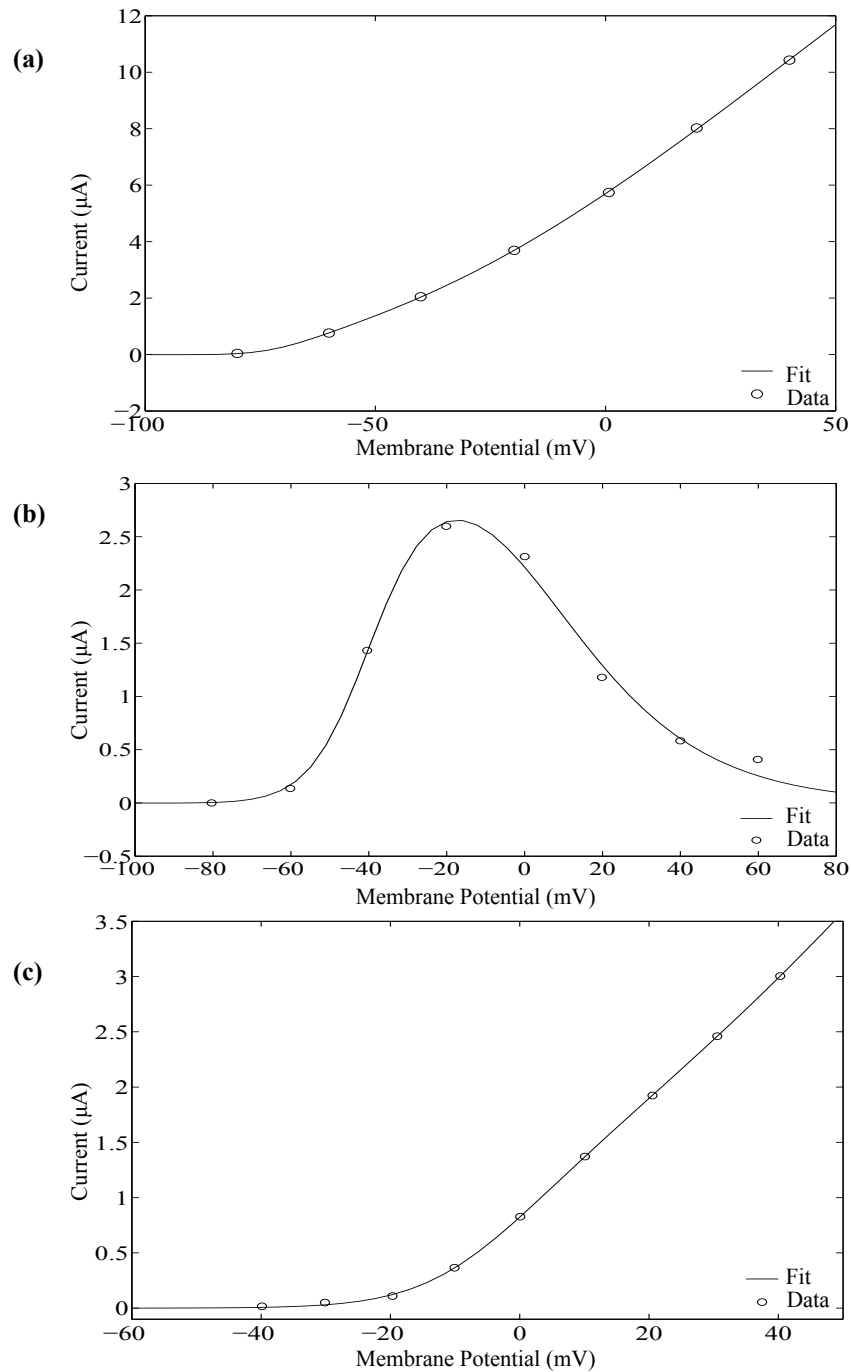 (a)
12
10
8
6
4
2
0
−2
Current (μA)
−100
−50
0
50
Membrane Potential (mV)
Fit
Data
(b)
3
2.5
2
1.5
1
0.5
0
−0.5
Current (μA)
−100
−80
−60
−40
−20
0
20
40
60
80
Membrane Potential (mV)
Fit
Data
(c)
3.5
3
2.5
2
1.5
1
0.5
0
Current (μA)
−60
−40
−20
0
20
40
Membrane Potential (mV)
Fit
Data